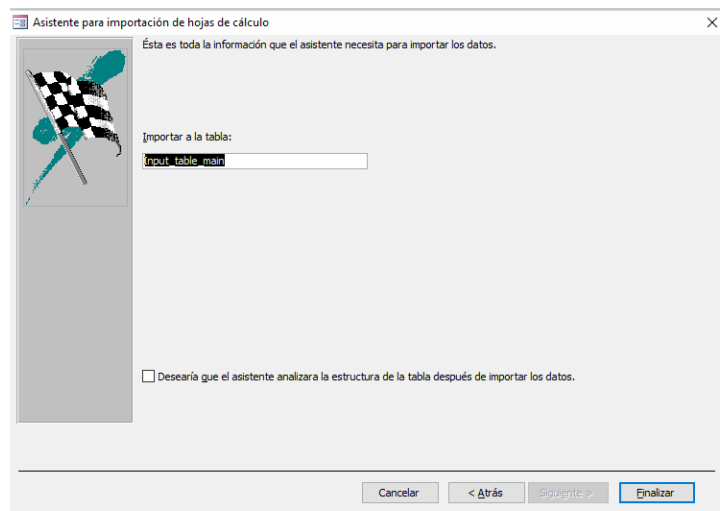 Asistente para importación de hojas de cálculo
Ésta es toda la información que el asistente necesita para importar los datos.
Importar a la tabla:
input_table_main
Desearía que el asistente analizara la estructura de la tabla después de importar los datos.
Cancelar
< Atrás
Siguiente >
Finalizar